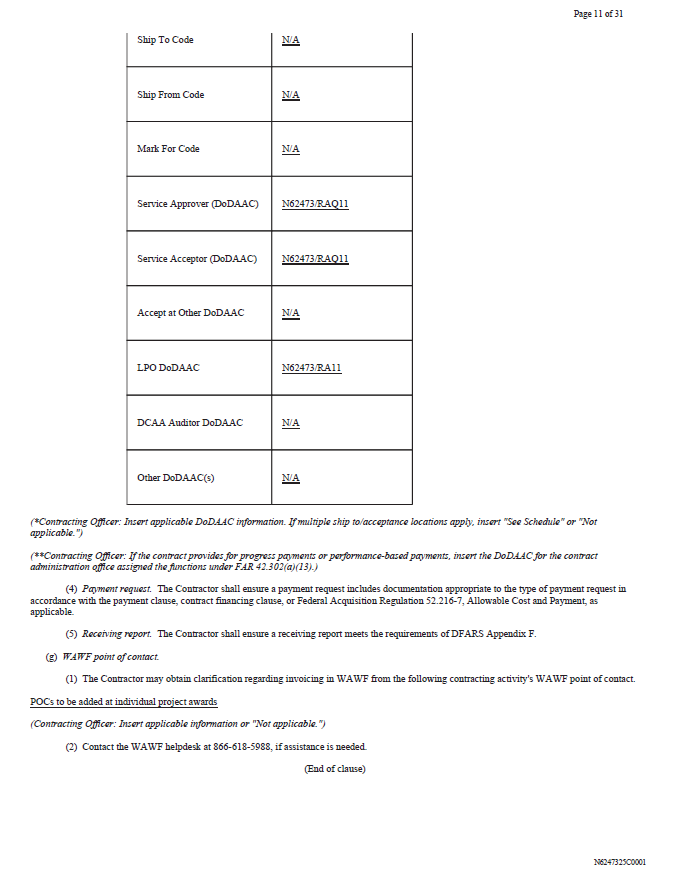 Page 11 of 31
Ship To Code N/A
Ship From Code N/A
Mark For Code N/A
Service Approver (DoDAAC) N62473/RAQ11
Service Acceptor (DoDAAC) N62473/RAQ11
Accept at Other DoDAAC N/A
LPO DoDAAC N62473/RA11
DCAA Auditor DoDAAC N/A
Other DoDAAC(s) N/A
(*Contracting Officer: Insert applicable DoDAAC information. If multiple ship to/acceptance locations apply, insert "See Schedule" or "Not
applicable.")
(**Contracting Officer: If the contract provides for progress payments or performance-based payments, insert the DoDAAC for the contract
administration office assigned the functions under FAR 42.302(a)(13).)
(4) Payment request. The Contractor shall ensure a payment request includes documentation appropriate to the type of payment request in
accordance with the payment clause, contract financing clause, or Federal Acquisition Regulation 52.216-7, Allowable Cost and Payment, as
applicable.
(5) Receiving report. The Contractor shall ensure a receiving report meets the requirements of DFARS Appendix F.
(g) WAWF point of contact.
(1) The Contractor may obtain clarification regarding invoicing in WAWF from the following contracting activity's WAWF point of contact.
POCs to be added at individual project awards
(Contracting Officer: Insert applicable information or "Not applicable.")
(2) Contact the WAWF helpdesk at 866-618-5988, if assistance is needed.
(End of clause)
N6247325C0001